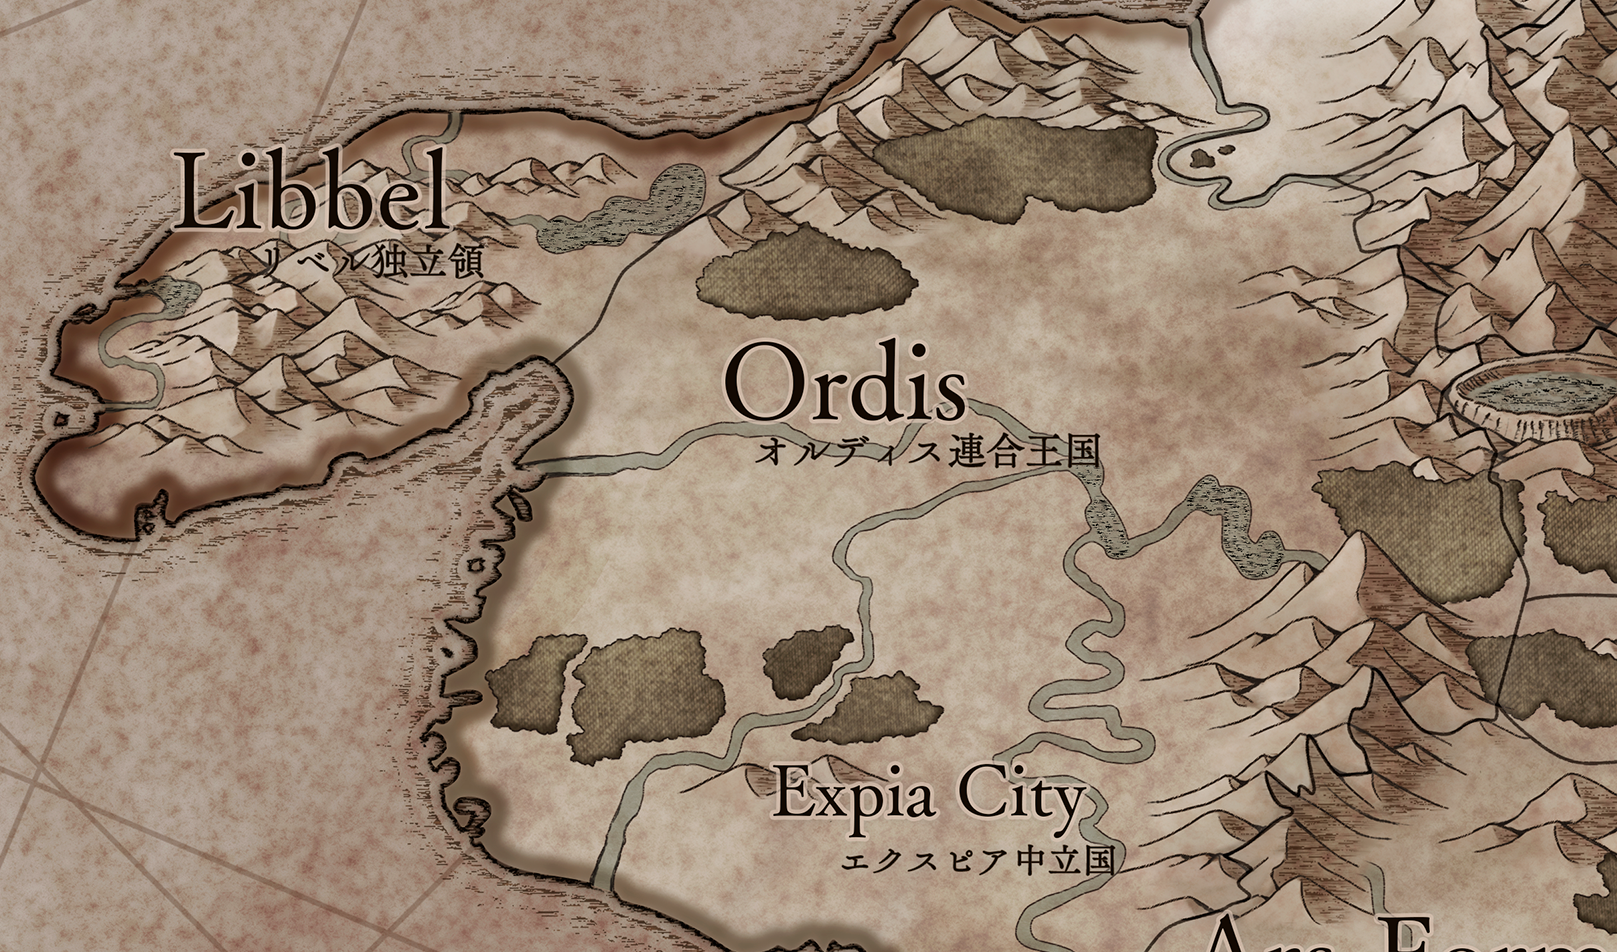 Libbel
リベル独立領
Ordis
オルディス連合王国
Expia City
エクスピア中立国